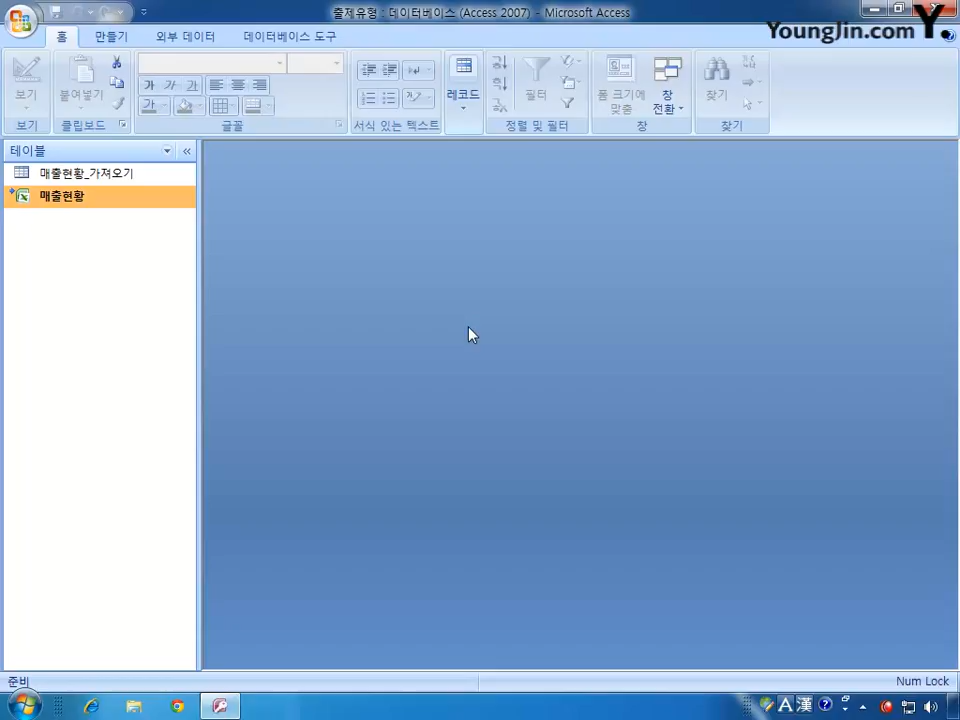 출제유형 : 데이터베이스 (Access 2007) - Microsoft Access
YoungJin.com Y.
홈 만들기 외부 데이터 데이터베이스 도구
보기 붙여넣기 가 가 가 가 레코드 필터 폼 크기에 맞춤 창 전환 찾기
보기 클립보드 글꼴 서식 있는 텍스트 정렬 및 필터 창 찾기
테이블
매출현황_가져오기
매출현황
준비 Num Lock
A 漢